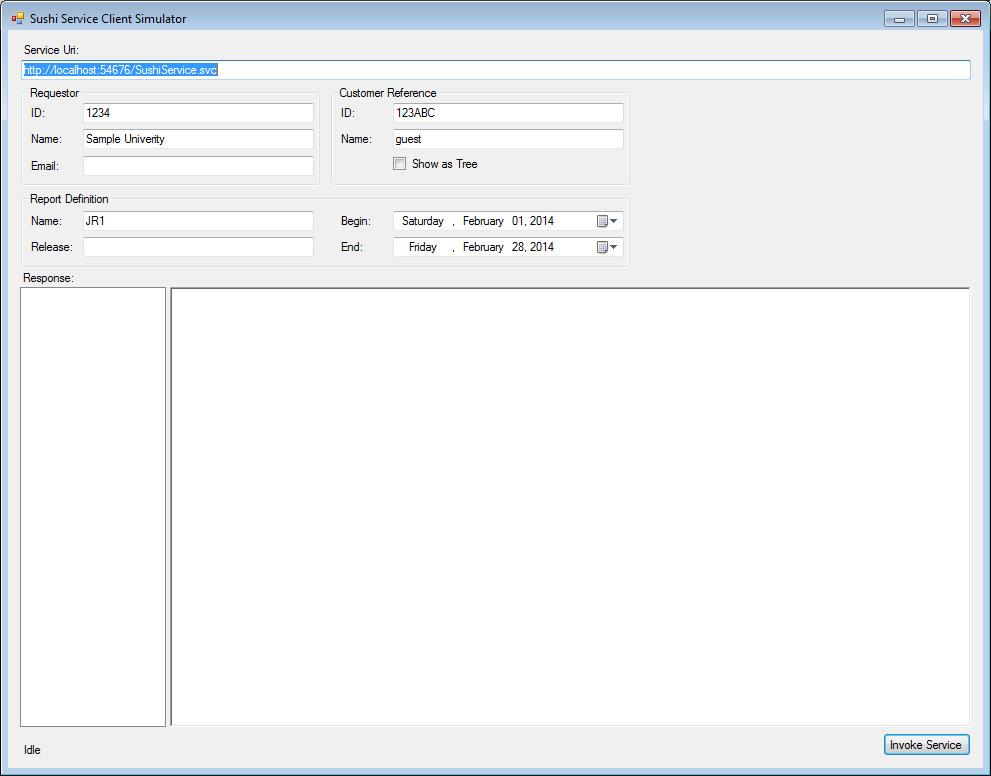 Sushi Service Client Simulator
Service Uri:
http://localhost:54676/SushiService.svc
Requestor
ID: 1234
Name: Sample Univerity
Email:
Customer Reference
ID: 123ABC
Name: guest
Show as Tree
Report Definition
Name: JR1
Release:
Begin: Saturday , February 01, 2014
End: Friday , February 28, 2014
Response:
Idle
Invoke Service